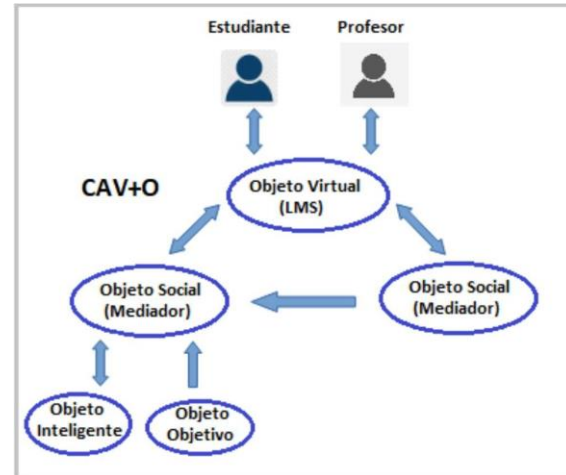 Estudiante
Profesor
CAV+O
Objeto Virtual
(LMS)
Objeto Social
(Mediador)
Objeto Social
(Mediador)
Objeto
Inteligente
Objeto
Objetivo